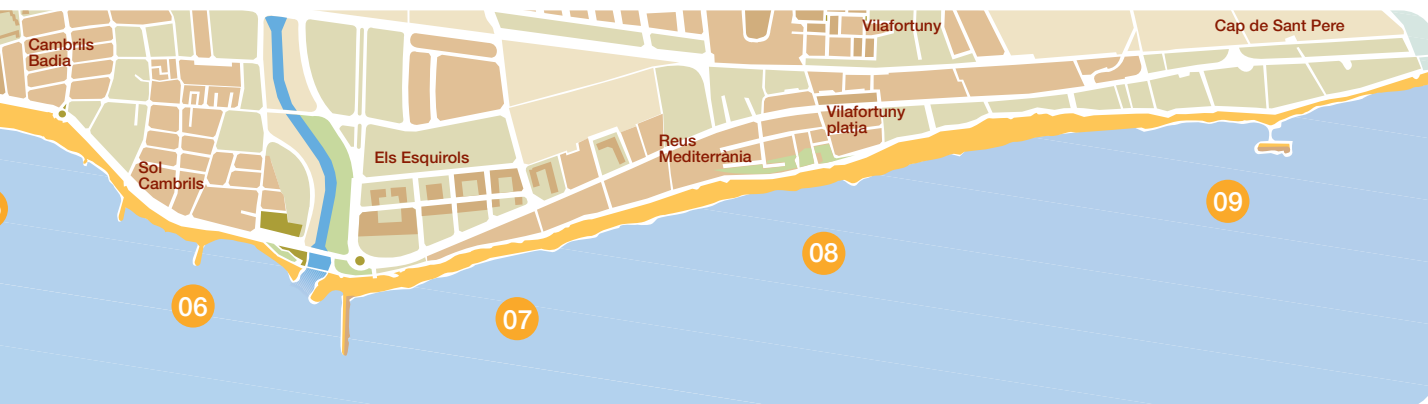 Cambrils
Badia
Vilafortuny
Cap de Sant Pere
Vilafortuny
platja
Reus
Mediterrània
Els Esquirols
Sol
Cambrils
06
07
08
09